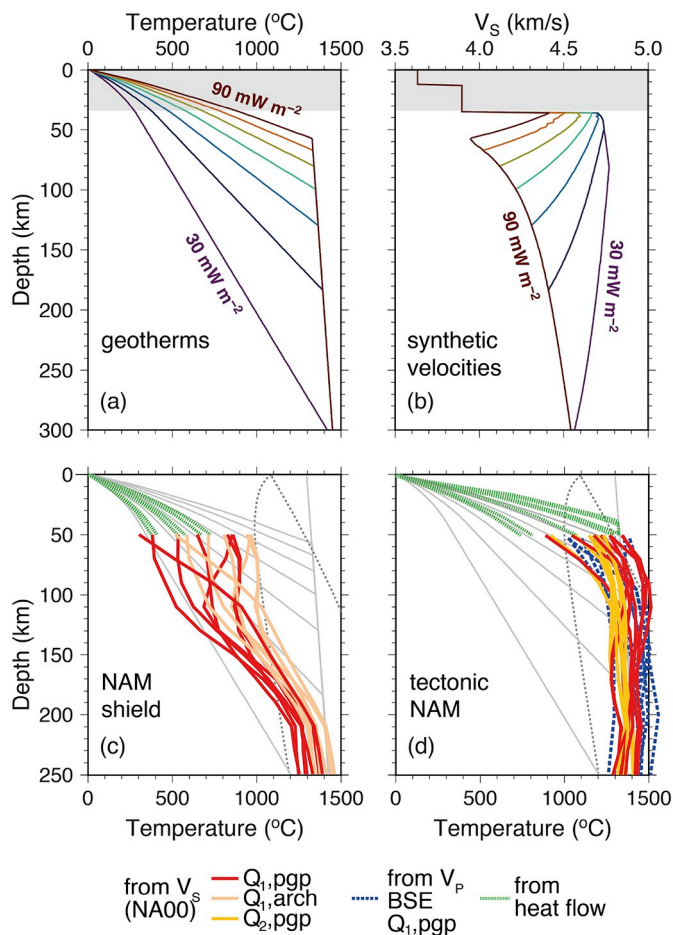 Temperature (°C)
0 500 1000 1500
V_S (km/s)
3.5 4.0 4.5 5.0
0
50
100
150
200
250
300
Depth (km)
90 mW m⁻²
30 mW m⁻²
geotherms
(a)
90 mW m⁻²
30 mW m⁻²
synthetic
velocities
(b)
0
50
100
150
200
250
Depth (km)
NAM
shield
(c)
tectonic
NAM
(d)
0 500 1000 1500
Temperature (°C)
0 500 1000 1500
Temperature (°C)
from V_S
(NA00)
Q₁,pgp
Q₁,arch
Q₂,pgp
from V_P
BSE
Q₁,pgp
from
heat flow